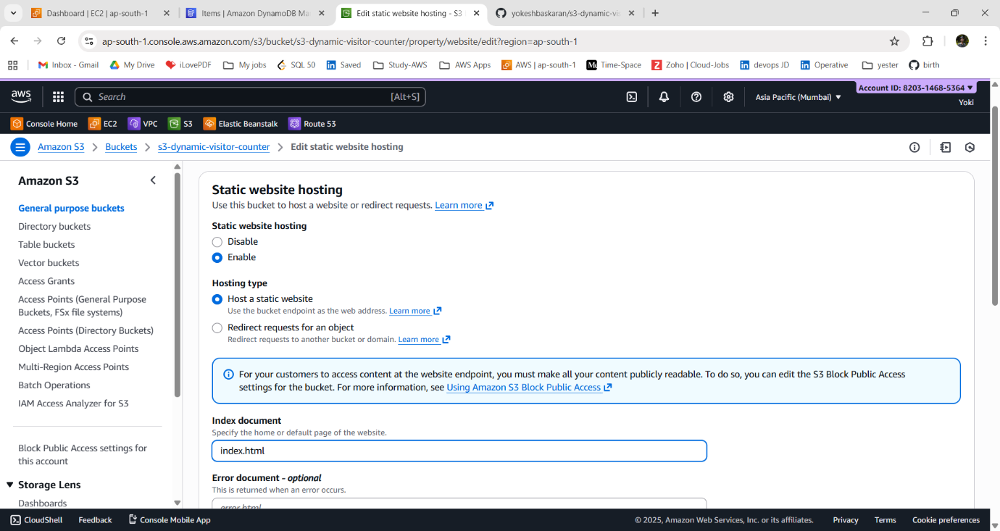 Dashboard | EC2 | ap-south-1
Items | Amazon DynamoDB Ma
Edit static website hosting - S3
yokeshbaskaran/s3-dynamic-vis
ap-south-1.console.aws.amazon.com/s3/bucket/s3-dynamic-visitor-counter/property/website/edit?region=ap-south-1
Inbox - Gmail
My Drive
iLovePDF
My jobs
SQL 50
Saved
Study-AWS
AWS Apps
AWS | ap-south-1
Time-Space
Zoho | Cloud-Jobs
devops JD
Operative
yester
birth
aws
Search
[Alt+S]
Asia Pacific (Mumbai)
Account ID: 8203-1468-5364
Yoki
Console Home
EC2
VPC
S3
Elastic Beanstalk
Route 53
Amazon S3
Buckets
s3-dynamic-visitor-counter
Edit static website hosting
Amazon S3
General purpose buckets
Directory buckets
Table buckets
Vector buckets
Access Grants
Access Points (General Purpose
Buckets, FSx file systems)
Access Points (Directory Buckets)
Object Lambda Access Points
Multi-Region Access Points
Batch Operations
IAM Access Analyzer for S3
Block Public Access settings for
this account
Storage Lens
Dashboards
Static website hosting
Use this bucket to host a website or redirect requests. Learn more
Static website hosting
Disable
Enable
Hosting type
Host a static website
Use the bucket endpoint as the web address. Learn more
Redirect requests for an object
Redirect requests to another bucket or domain. Learn more
For your customers to access content at the website endpoint, you must make all your content publicly readable. To do so, you can edit the S3 Block Public Access
settings for the bucket. For more information, see Using Amazon S3 Block Public Access
Index document
Specify the home or default page of the website.
index.html
Error document - optional
This is returned when an error occurs.
error.html
CloudShell
Feedback
Console Mobile App
© 2025, Amazon Web Services, Inc. or its affiliates.
Privacy
Terms
Cookie preferences